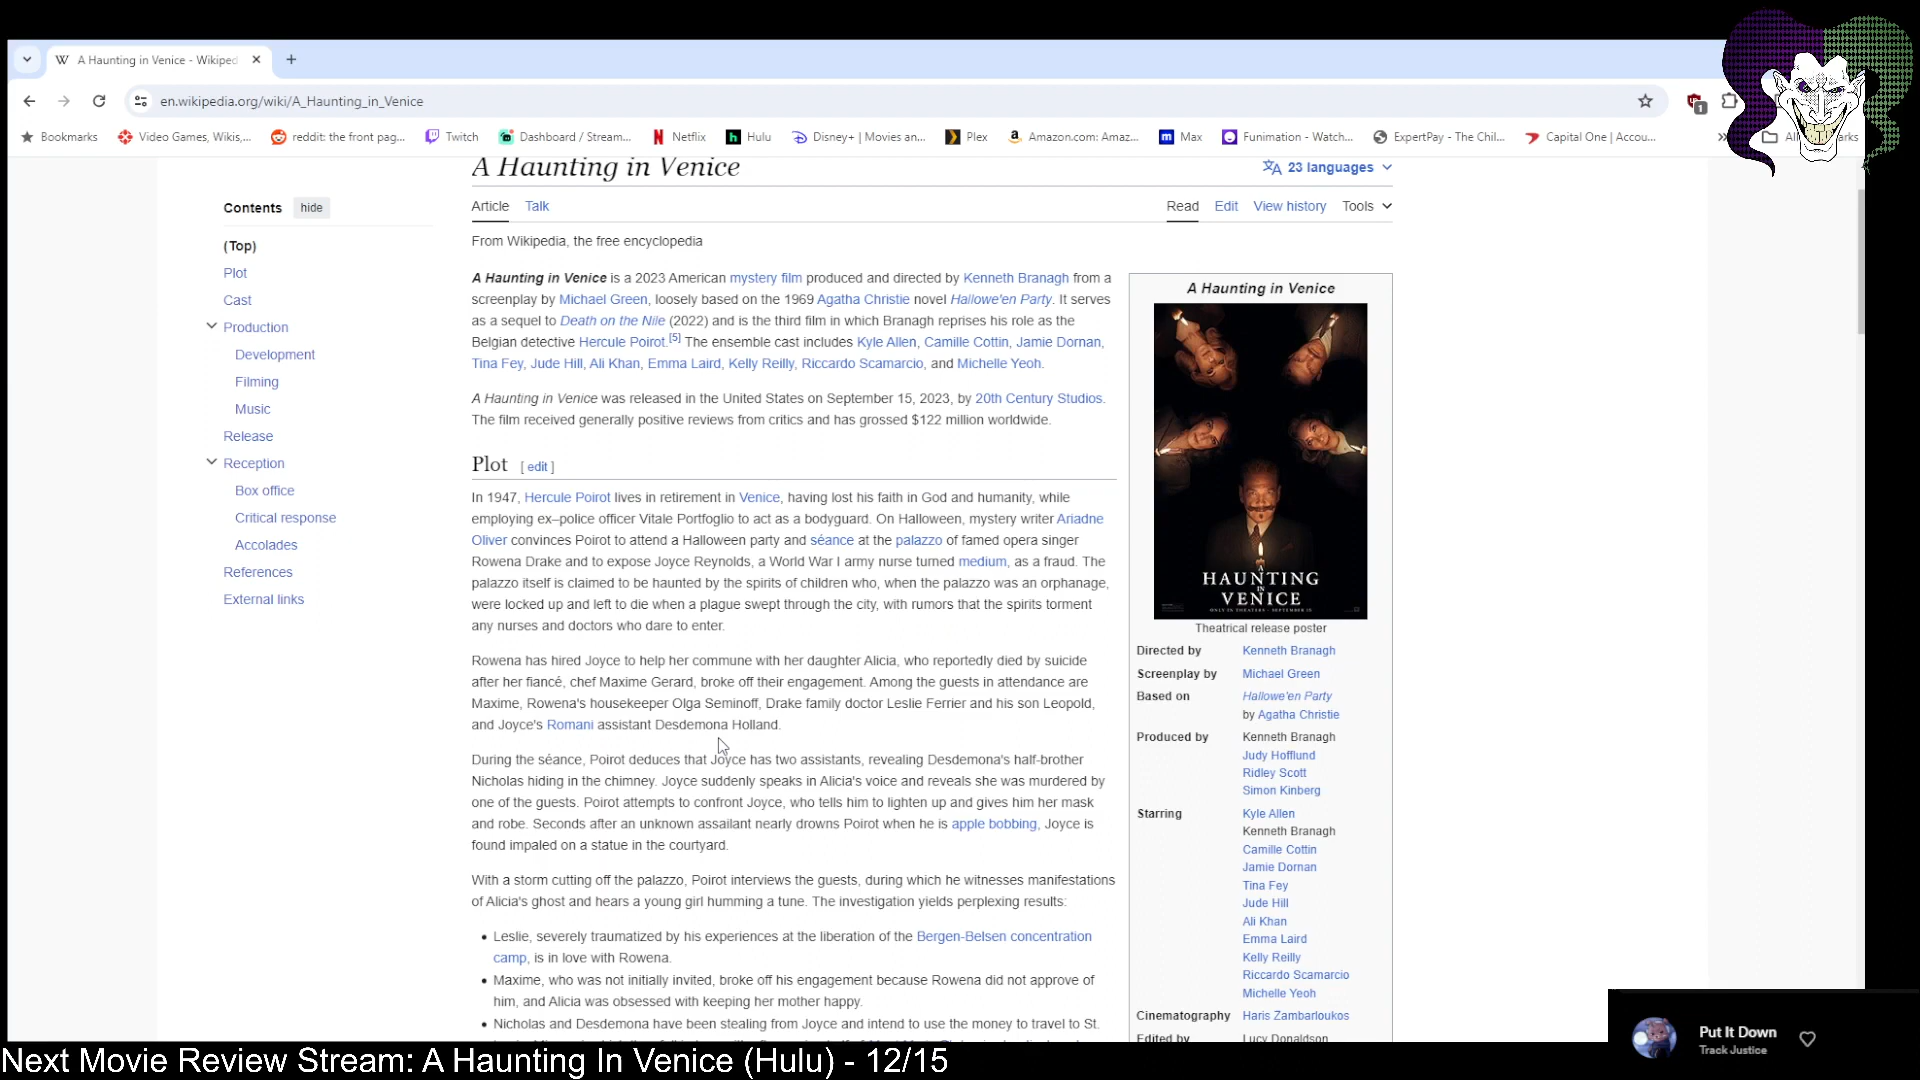 A Haunting in Venice - Wikiped
en.wikipedia.org/wiki/A_Haunting_in_Venice
1
Bookmarks
Video Games, Wikis,...
reddit: the front pag...
Twitch
Dashboard / Stream...
Netflix
Hulu
Disney+ | Movies an...
Plex
Amazon.com: Amaz...
Max
Funimation - Watch...
ExpertPay - The Chil...
Capital One | Accou...
A Haunting in Venice
23 languages
Article
Talk
Read
Edit
View history
Tools
Contents
hide
(Top)
Plot
Cast
Production
Development
Filming
Music
Release
Reception
Box office
Critical response
Accolades
References
External links
From Wikipedia, the free encyclopedia
A Haunting in Venice is a 2023 American mystery film produced and directed by Kenneth Branagh from a
screenplay by Michael Green, loosely based on the 1969 Agatha Christie novel Hallowe'en Party. It serves
as a sequel to Death on the Nile (2022) and is the third film in which Branagh reprises his role as the
Belgian detective Hercule Poirot.[5] The ensemble cast includes Kyle Allen, Camille Cottin, Jamie Dornan,
Tina Fey, Jude Hill, Ali Khan, Emma Laird, Kelly Reilly, Riccardo Scamarcio, and Michelle Yeoh.
A Haunting in Venice was released in the United States on September 15, 2023, by 20th Century Studios.
The film received generally positive reviews from critics and has grossed $122 million worldwide.
Plot [ edit ]
In 1947, Hercule Poirot lives in retirement in Venice, having lost his faith in God and humanity, while
employing ex–police officer Vitale Portfoglio to act as a bodyguard. On Halloween, mystery writer Ariadne
Oliver convinces Poirot to attend a Halloween party and séance at the palazzo of famed opera singer
Rowena Drake and to expose Joyce Reynolds, a World War I army nurse turned medium, as a fraud. The
palazzo itself is claimed to be haunted by the spirits of children who, when the palazzo was an orphanage,
were locked up and left to die when a plague swept through the city, with rumors that the spirits torment
any nurses and doctors who dare to enter.
Rowena has hired Joyce to help her commune with her daughter Alicia, who reportedly died by suicide
after her fiancé, chef Maxime Gerard, broke off their engagement. Among the guests in attendance are
Maxime, Rowena's housekeeper Olga Seminoff, Drake family doctor Leslie Ferrier and his son Leopold,
and Joyce's Romani assistant Desdemona Holland.
During the séance, Poirot deduces that Joyce has two assistants, revealing Desdemona's half-brother
Nicholas hiding in the chimney. Joyce suddenly speaks in Alicia's voice and reveals she was murdered by
one of the guests. Poirot attempts to confront Joyce, who tells him to lighten up and gives him her mask
and robe. Seconds after an unknown assailant nearly drowns Poirot when he is apple bobbing, Joyce is
found impaled on a statue in the courtyard.
With a storm cutting off the palazzo, Poirot interviews the guests, during which he witnesses manifestations
of Alicia's ghost and hears a young girl humming a tune. The investigation yields perplexing results:
Leslie, severely traumatized by his experiences at the liberation of the Bergen-Belsen concentration
camp, is in love with Rowena.
Maxime, who was not initially invited, broke off his engagement because Rowena did not approve of
him, and Alicia was obsessed with keeping her mother happy.
Nicholas and Desdemona have been stealing from Joyce and intend to use the money to travel to St.
A Haunting in Venice
A
HAUNTING
IN
VENICE
ONLY IN THEATERS · SEPTEMBER 15
Theatrical release poster
Directed by Kenneth Branagh
Screenplay by Michael Green
Based on Hallowe'en Party
by Agatha Christie
Produced by Kenneth Branagh
Judy Hofflund
Ridley Scott
Simon Kinberg
Starring Kyle Allen
Kenneth Branagh
Camille Cottin
Jamie Dornan
Tina Fey
Jude Hill
Ali Khan
Emma Laird
Kelly Reilly
Riccardo Scamarcio
Michelle Yeoh
Cinematography Haris Zambarloukos
Edited by Lucy Donaldson
Put It Down
Track Justice
Next Movie Review Stream: A Haunting In Venice (Hulu) - 12/15